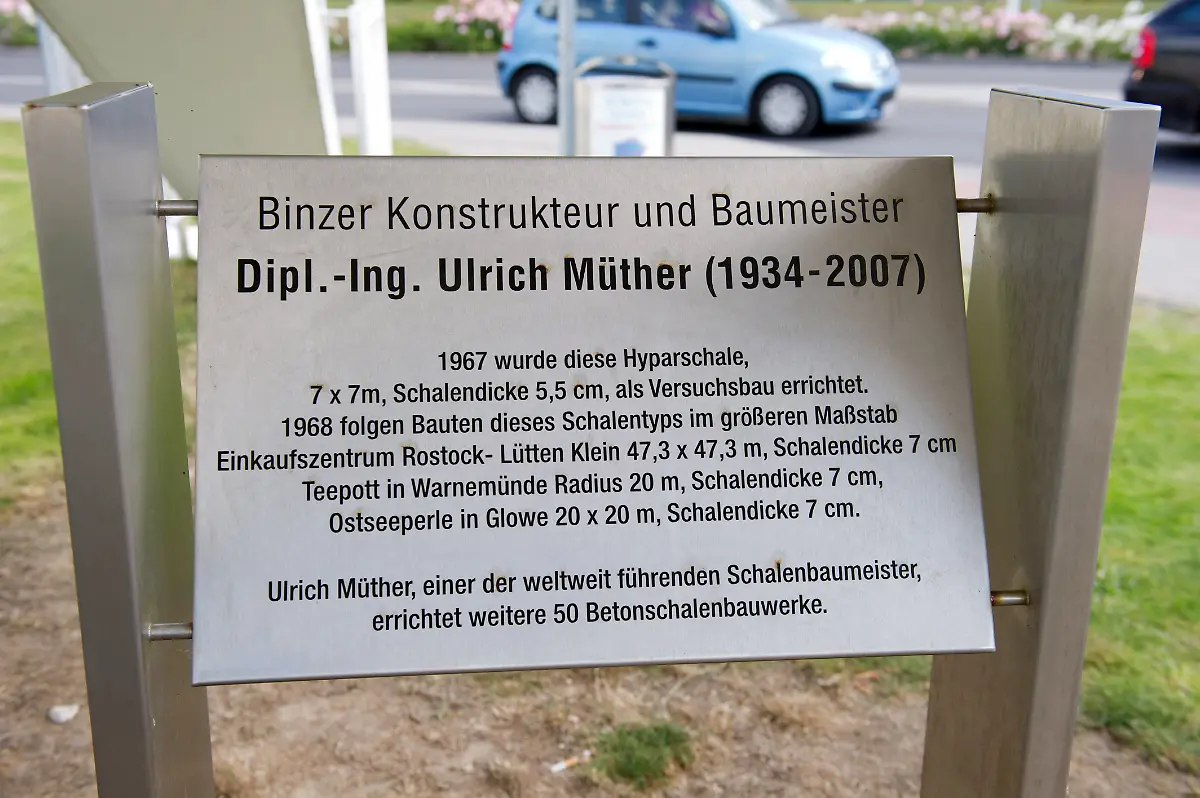 Binzer Konstrukteur und Baumeister
Dipl.-Ing. Ulrich Müther (1934-2007)
1967 wurde diese Hyparschale,
7 x 7m, Schalendicke 5,5 cm, als Versuchsbau errichtet.
1968 folgen Bauten dieses Schalentyps im größeren Maßstab
Einkaufszentrum Rostock- Lütten Klein 47,3 x 47,3 m, Schalendicke 7 cm
Teepott in Warnemünde Radius 20 m, Schalendicke 7 cm,
Ostseeperle in Glowe 20 x 20 m, Schalendicke 7 cm.
Ulrich Müther, einer der weltweit führenden Schalenbaumeister,
errichtet weitere 50 Betonschalenbauwerke.